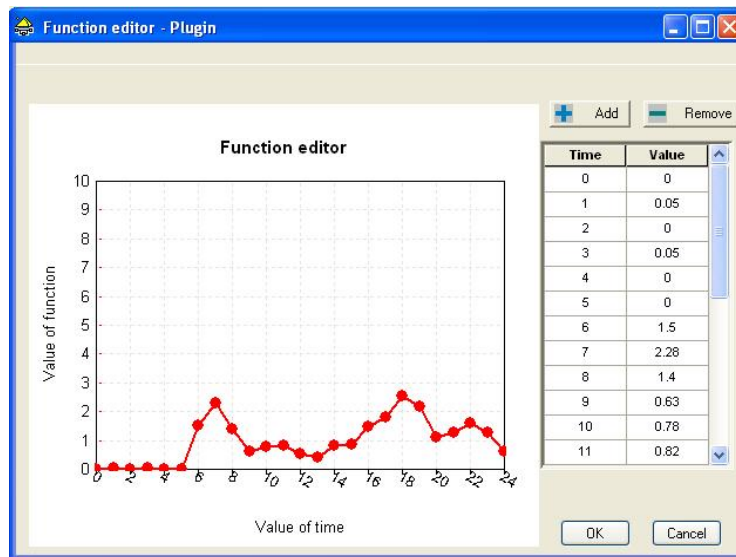 Function editor - Plugin
Add
Remove
Function editor
Value of function
10
9
8
7
6
5
4
3
2
1
0
0 2 4 6 8 10 12 14 16 18 20 22 24
Value of time
Time Value
0 0
1 0.05
2 0
3 0.05
4 0
5 0
6 1.5
7 2.28
8 1.4
9 0.63
10 0.78
11 0.82
OK
Cancel